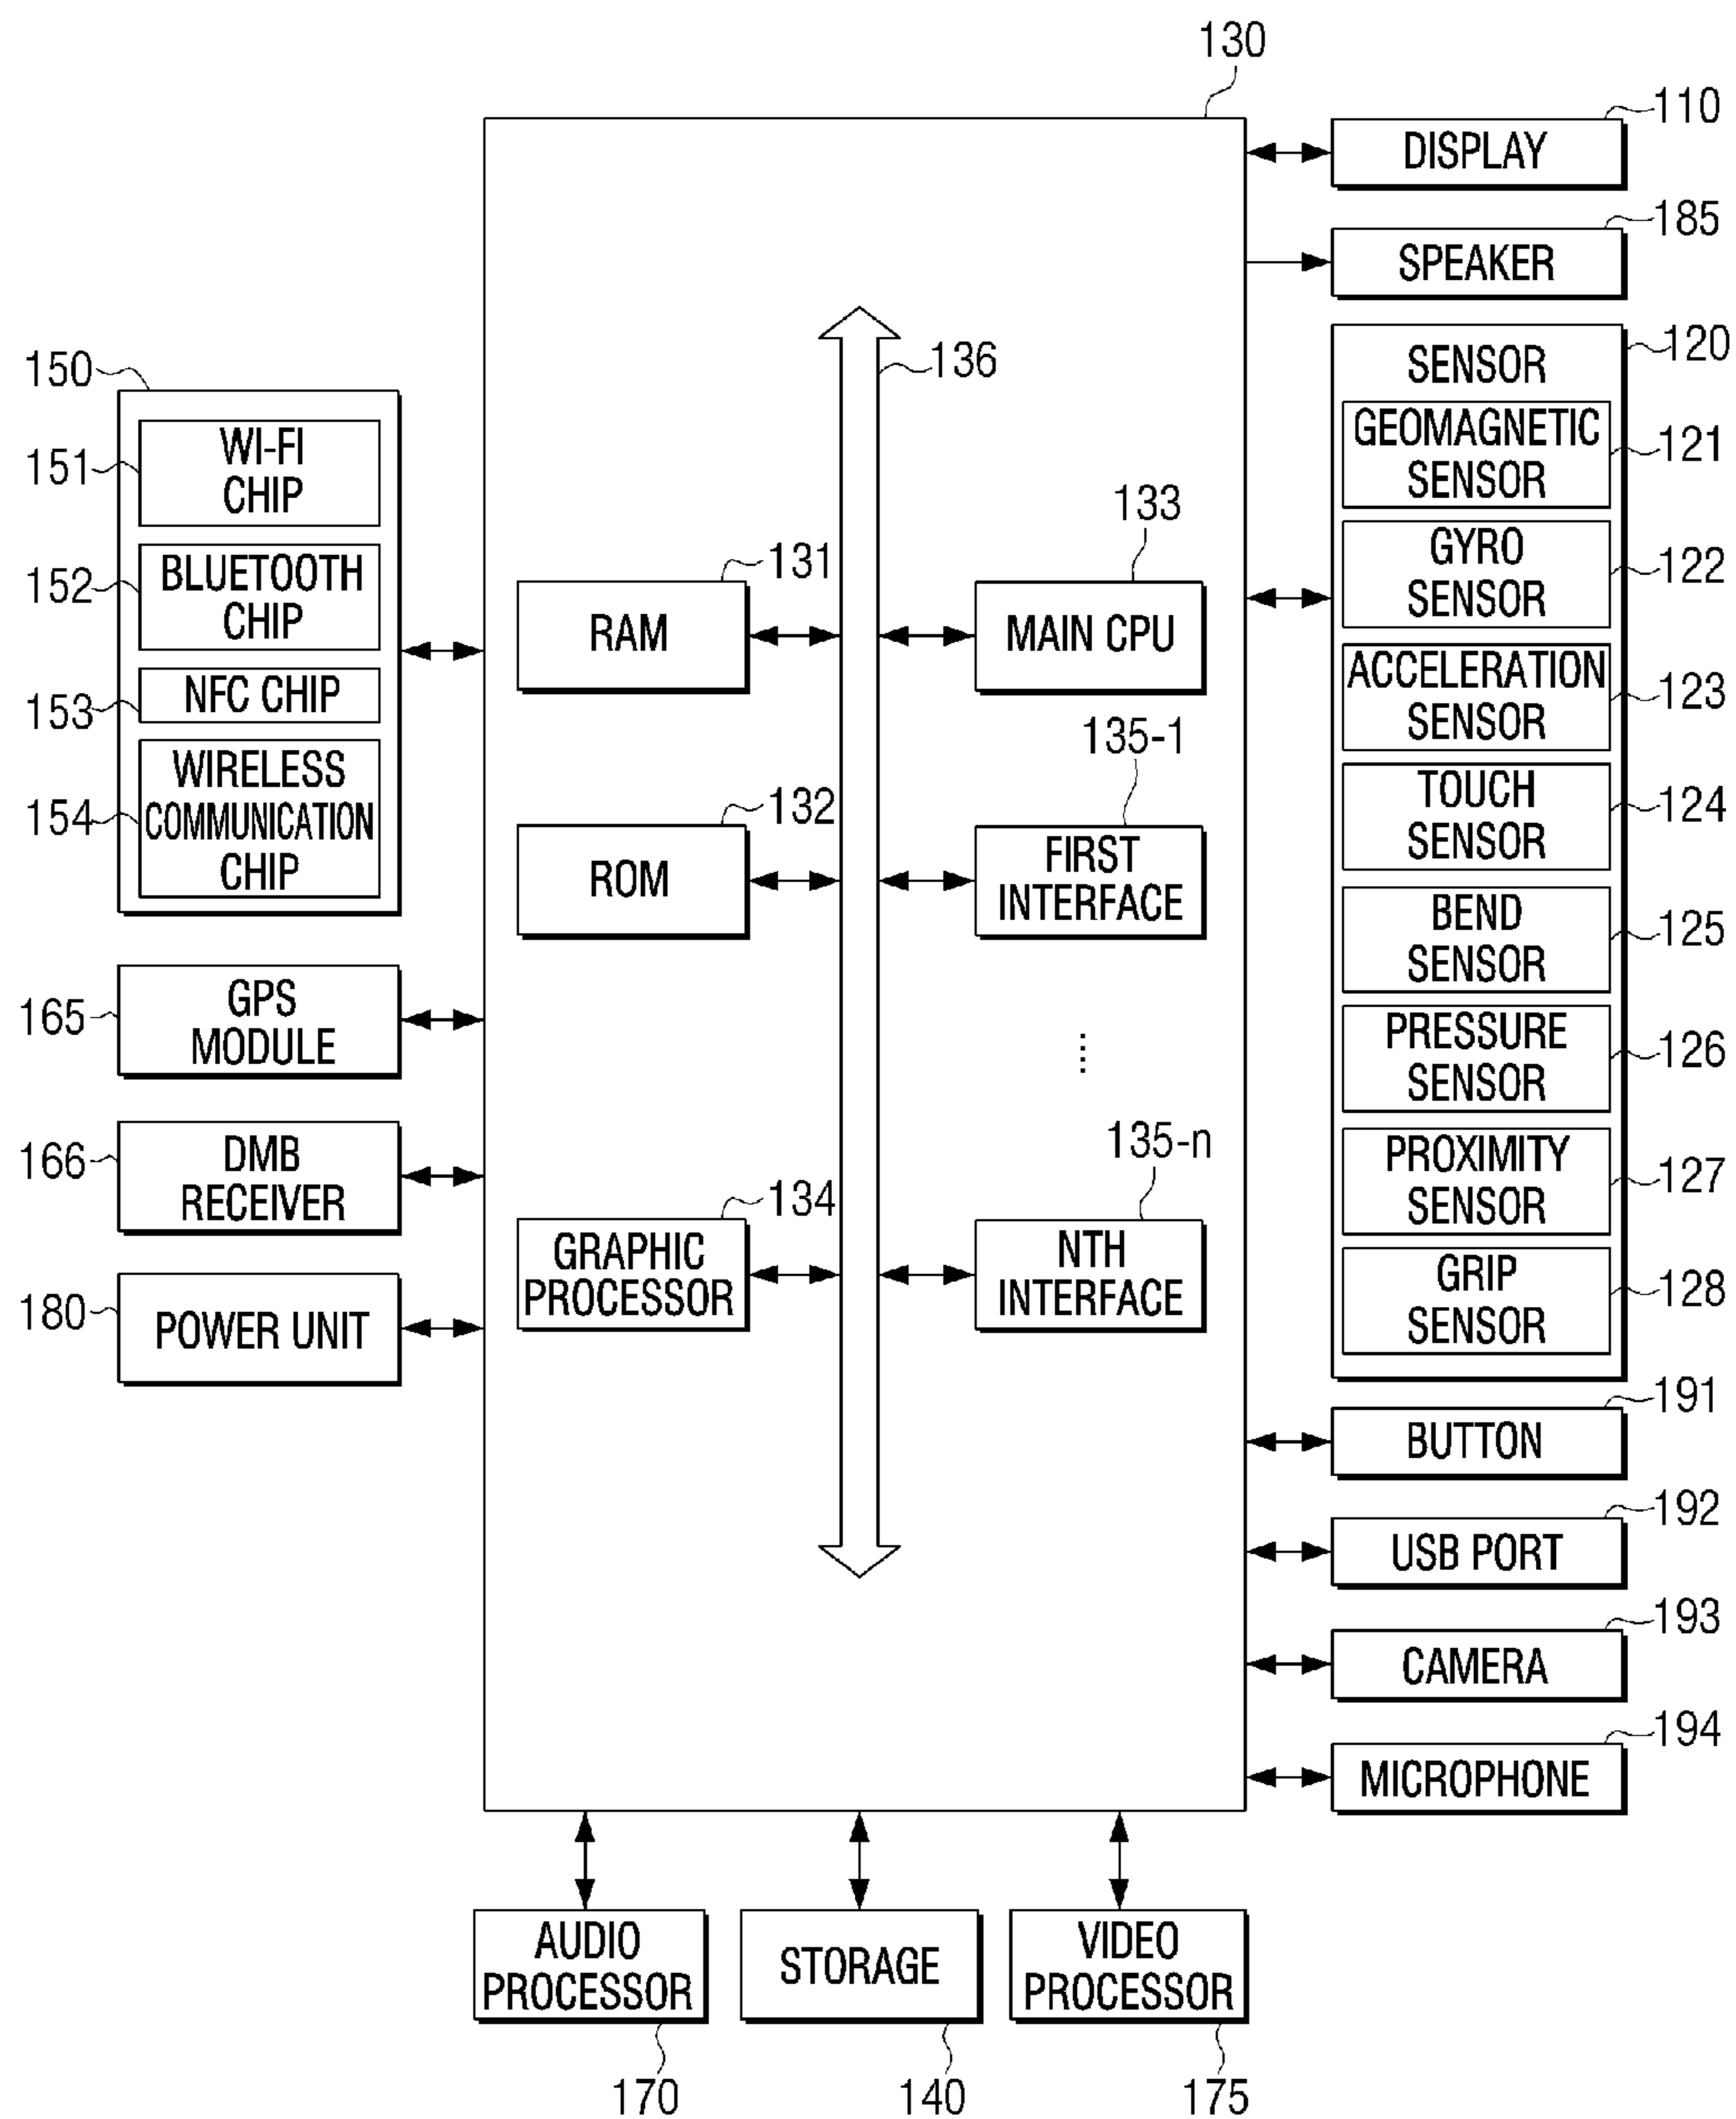 130
110
DISPLAY
185
SPEAKER
120
SENSOR
GEOMAGNETIC
SENSOR
121
GYRO
SENSOR
122
ACCELERATION
SENSOR
123
TOUCH
SENSOR
124
BEND
SENSOR
125
PRESSURE
SENSOR
126
PROXIMITY
SENSOR
127
GRIP
SENSOR
128
191
BUTTON
192
USB PORT
193
CAMERA
194
MICROPHONE
136
150
151
WI-FI
CHIP
152
BLUETOOTH
CHIP
153
NFC CHIP
154
WIRELESS
COMMUNICATION
CHIP
165
GPS
MODULE
166
DMB
RECEIVER
180
POWER UNIT
131
RAM
132
ROM
134
GRAPHIC
PROCESSOR
133
MAIN CPU
135-1
FIRST
INTERFACE
135-n
NTH
INTERFACE
AUDIO
PROCESSOR
170
STORAGE
140
VIDEO
PROCESSOR
175